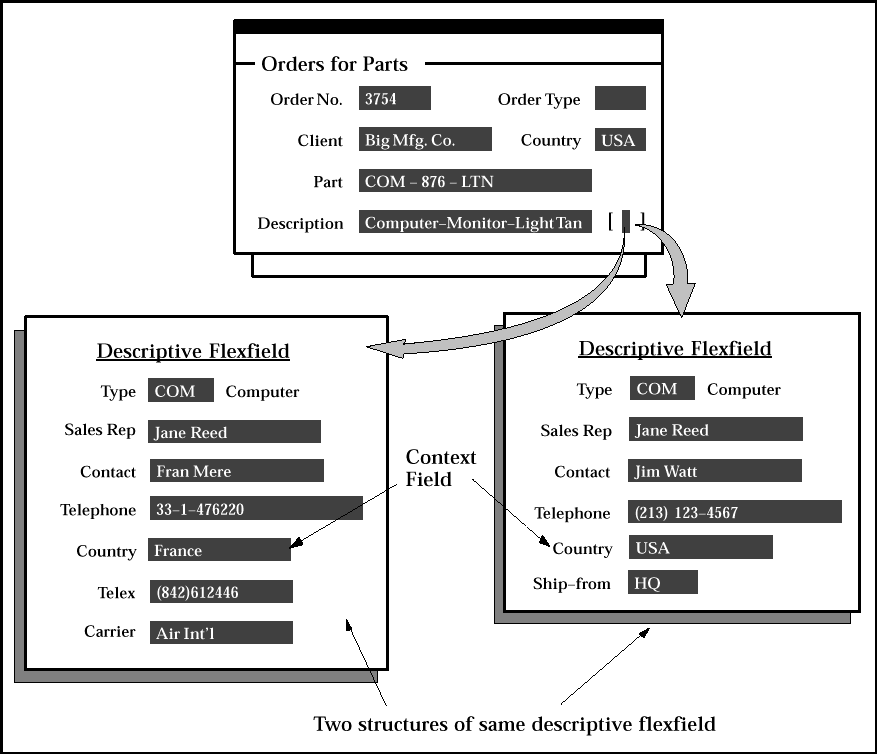 Orders for Parts
Order No. 3754 Order Type
Client Big Mfg. Co. Country USA
Part COM – 876 – LTN
Description Computer–Monitor–Light Tan [ ]
Descriptive Flexfield
Type COM Computer
Sales Rep Jane Reed
Contact Fran Mere
Telephone 33–1–476220
Country France
Telex (842)612446
Carrier Air Int'l
Context
Field
Descriptive Flexfield
Type COM Computer
Sales Rep Jane Reed
Contact Jim Watt
Telephone (213) 123–4567
Country USA
Ship–from HQ
Two structures of same descriptive flexfield